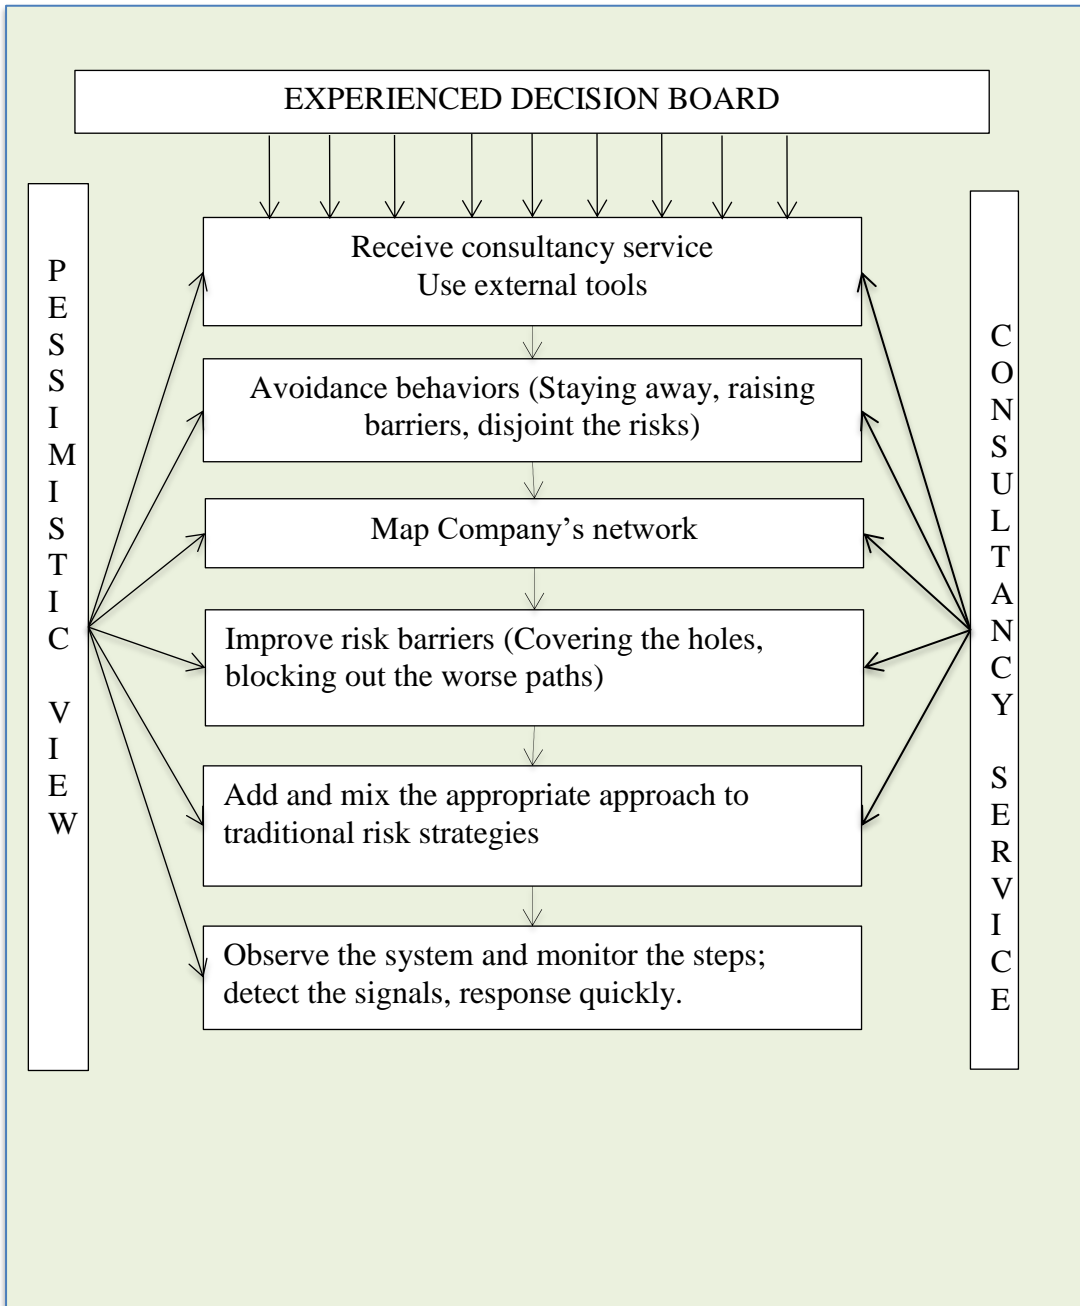 EXPERIENCED DECISION BOARD
PESSIMISTIC VIEW
Receive consultancy service
Use external tools
Avoidance behaviors (Staying away, raising
barriers, disjoint the risks)
Map Company’s network
Improve risk barriers (Covering the holes,
blocking out the worse paths)
Add and mix the appropriate approach to
traditional risk strategies
Observe the system and monitor the steps;
detect the signals, response quickly.
CONSULTANCY SERVICE